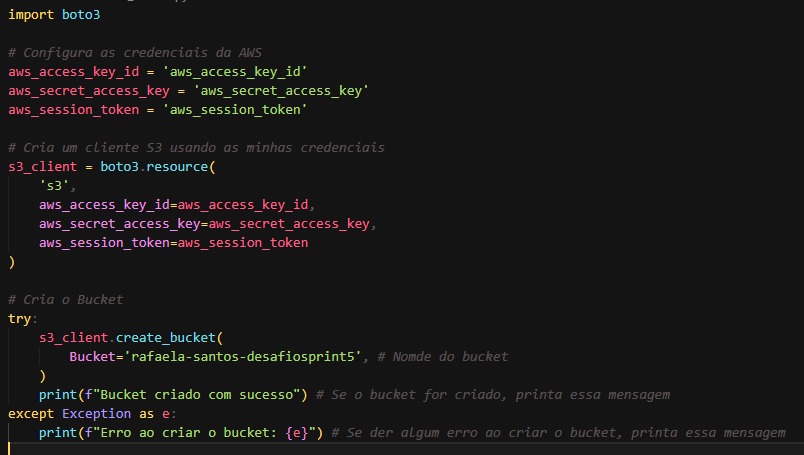 import boto3
# Configura as credenciais da AWS
aws_access_key_id = 'aws_access_key_id'
aws_secret_access_key = 'aws_secret_access_key'
aws_session_token = 'aws_session_token'
# Cria um cliente S3 usando as minhas credenciais
s3_client = boto3.resource(
's3',
aws_access_key_id=aws_access_key_id,
aws_secret_access_key=aws_secret_access_key,
aws_session_token=aws_session_token
)
# Cria o Bucket
try:
s3_client.create_bucket(
Bucket='rafaela-santos-desafiosprint5', # Nomde do bucket
)
print(f"Bucket criado com sucesso") # Se o bucket for criado, printa essa mensagem
except Exception as e:
print(f"Erro ao criar o bucket: {e}") # Se der algum erro ao criar o bucket, printa essa mensagem